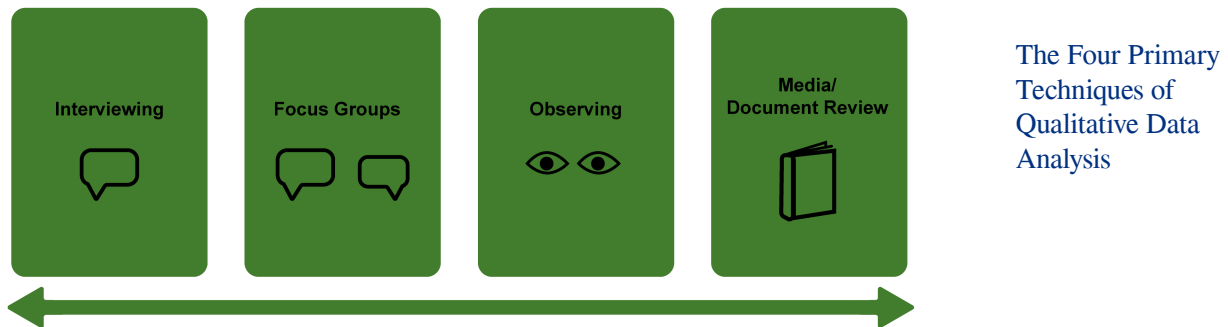 Interviewing
Focus Groups
Observing
Media/
Document Review
The Four Primary
Techniques of
Qualitative Data
Analysis